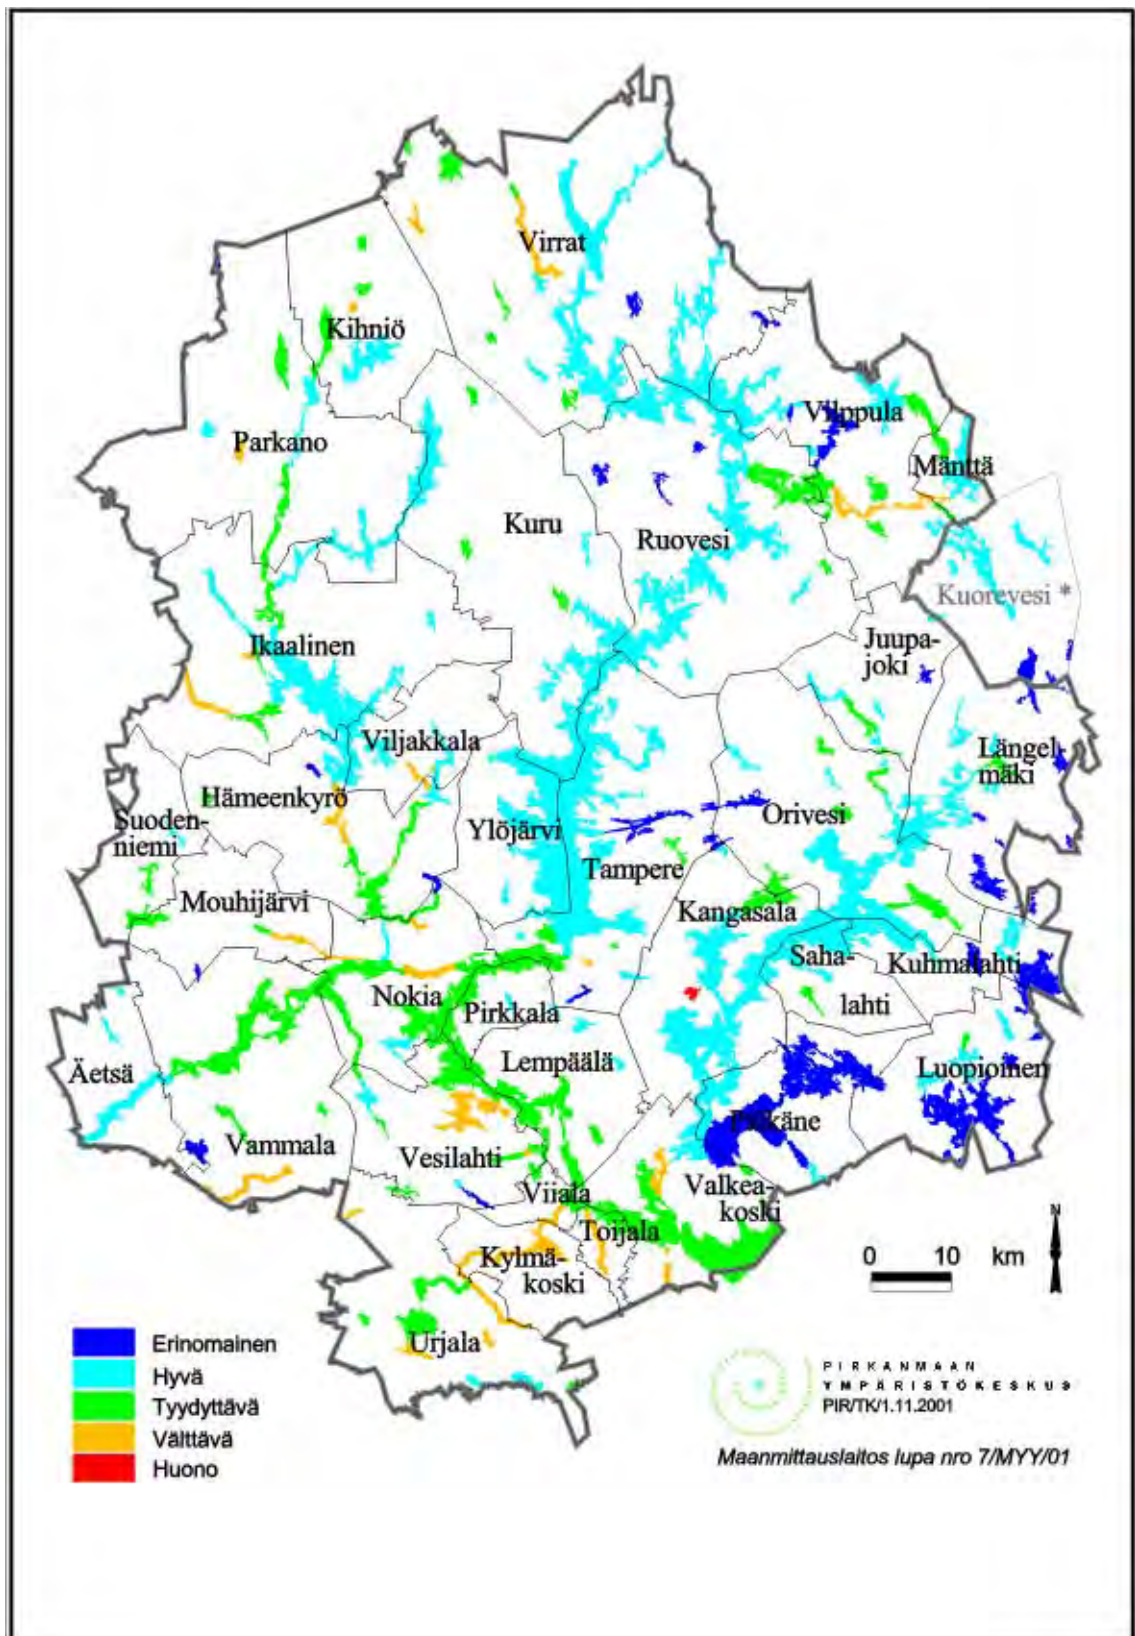 Virrat
Kihniö
Vilppula
Parkano
Mänttä
Kuru
Ruovesi
Kuorevesi *
Ikaalinen
Juupa-
joki
Viljakkala
Längel-
mäki
Hämeenkyrö
Suoden-
niemi
Ylöjärvi
Orivesi
Tampere
Mouhijärvi
Kangasala
Saha-
lahti
Kuhmalahti
Nokia
Pirkkala
Äetsä
Lempäälä
Luopioinen
Pälkäne
Vammala
Vesilahti
Viiala
Valkea-
koski
Toijala
Kylmä-
koski
Urjala
N
0 10 km
Erinomainen
Hyvä
Tyydyttävä
Välttävä
Huono
PIRKANMAAN
YMPÄRISTÖKESKUS
PIR/TK/1.11.2001
Maanmittauslaitos lupa nro 7/MYY/01